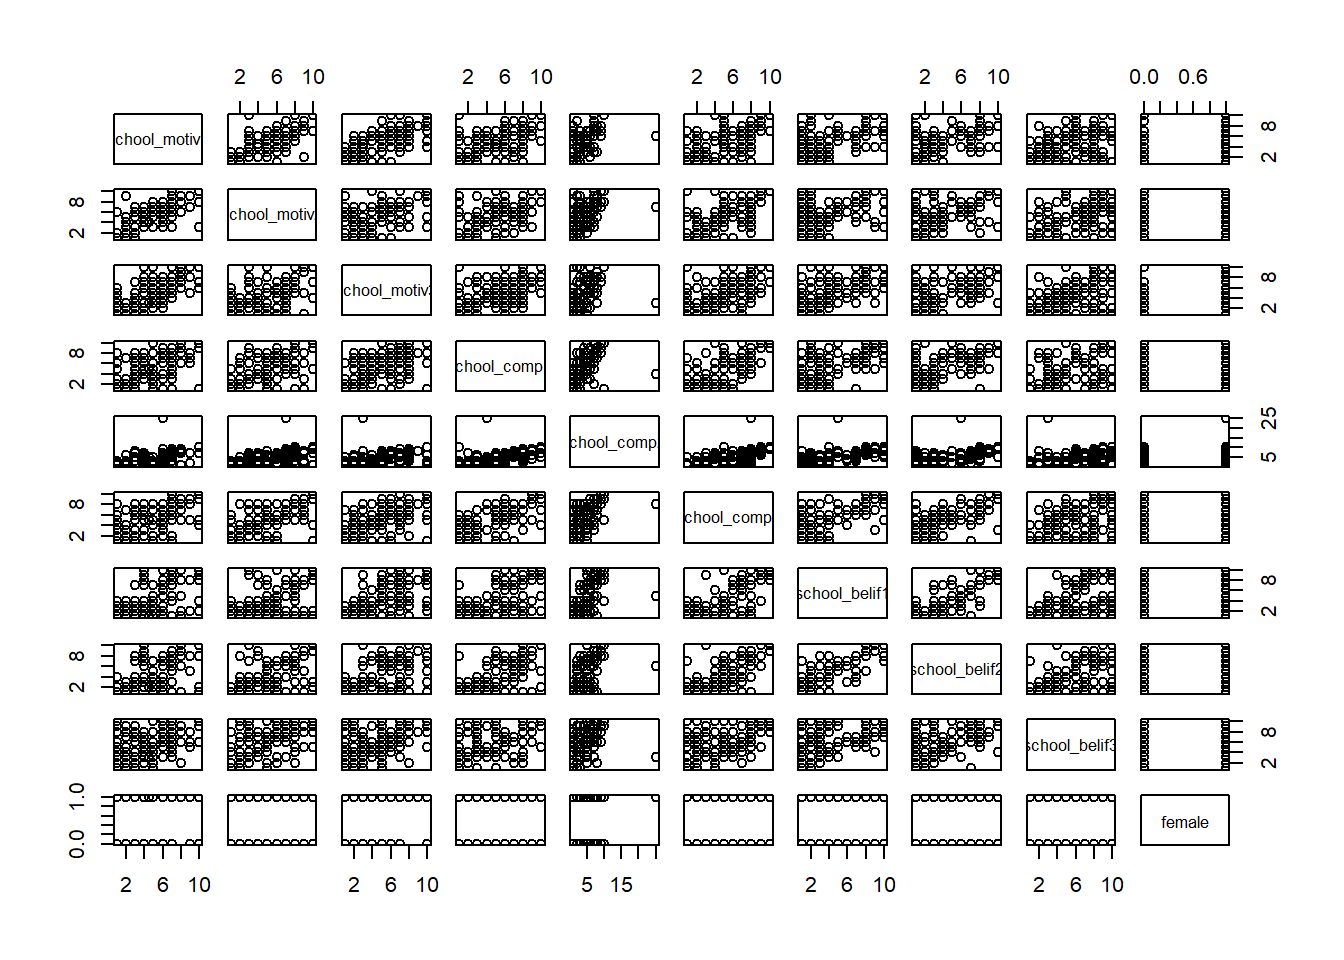 2 6 10 2 6 10 2 6 10 2 6 10 0.0 0.6
chool_motiv 2 8
2 8 chool_motiv
chool_motiv3 2 8
2 8 chool_comp
chool_comp 5 25
2 8 chool_comp
school_belif1 2 8
2 8 school_belif2
school_belif3 2 8
0.0 1.0 female
2 6 10 2 6 10 5 15 2 6 10 2 6 10